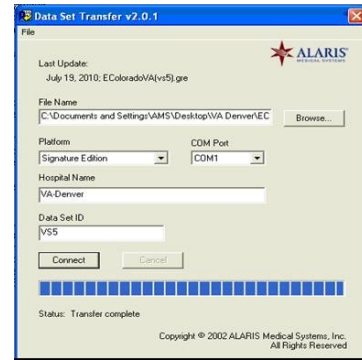 Data Set Transfer v2.0.1
File
ALARIS
MEDICAL SYSTEMS
Last Update:
July 19, 2010; EColoradoVA(vs5).gre
File Name
C:\Documents and Settings\AMS\Desktop\VA Denver\EC
Browse...
Platform
COM Port
Signature Edition
COM1
Hospital Name
VA-Denver
Data Set ID
VS5
Connect
Cancel
Status: Transfer complete
Copyright © 2002 ALARIS Medical Systems, Inc.
All Rights Reserved